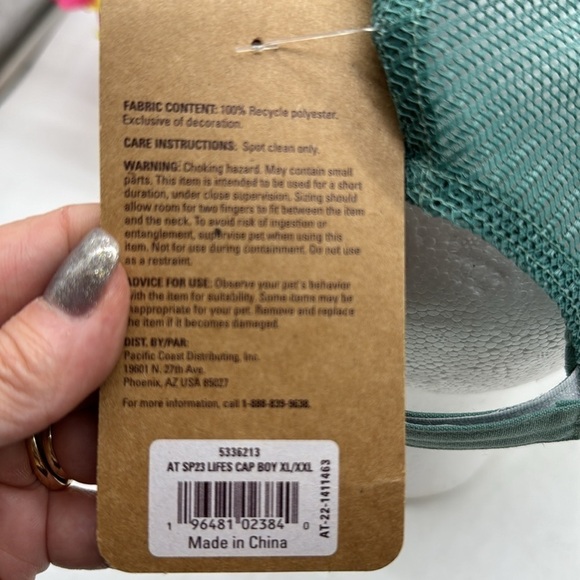 FABRIC CONTENT: 100% Recycle polyester.
Exclusive of decoration.
CARE INSTRUCTIONS: Spot clean only.
WARNING: Choking hazard. May contain small
parts. This item is intended to be used for a short
duration, under close supervision. Sizing should
allow room for two fingers to fit between the item
and the neck. To avoid risk of ingestion or
entanglement, supervise pet when using this
item. Not for use during containment. Do not use
as a restraint.
ADVICE FOR USE: Observe your pet's behavior
with the item for suitability. Some items may be
inappropriate for your pet. Remove and replace
the item if it becomes damaged.
DIST. BY/PAR:
Pacific Coast Distributing, Inc.
19601 N. 27th Ave.
Phoenix, AZ USA 85027
For more information, call 1-888-839-9638.
5336213
AT SP23 LIFES CAP BOY XL/XXL
1 96481 02384 0
Made in China
AT-22-1411463